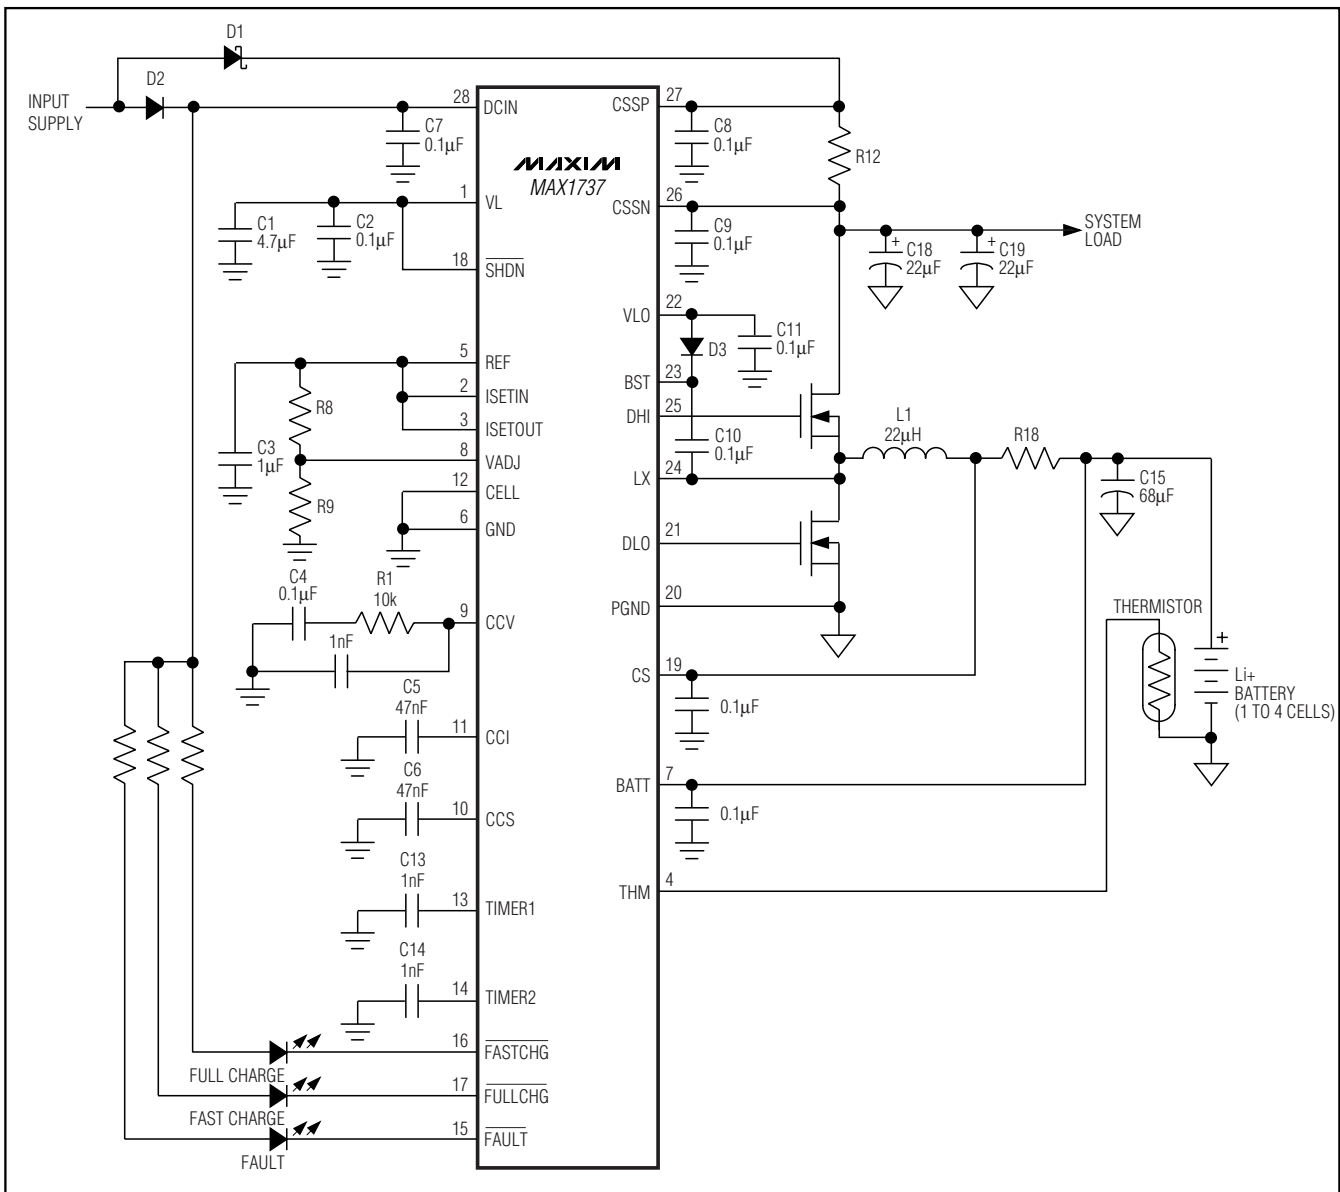 D1
D2
INPUT
SUPPLY
28
DCIN
C7
0.1µF
MAXIM
MAX1737
1
VL
C1
4.7µF
C2
0.1µF
18
SHDN
5
REF
2
ISETIN
R8
3
ISETOUT
C3
1µF
8
VADJ
12
CELL
R9
6
GND
C4
0.1µF
R1
10k
9
CCV
1nF
C5
47nF
11
CCI
C6
47nF
10
CCS
C13
1nF
13
TIMER1
C14
1nF
14
TIMER2
16
FASTCHG
FULL CHARGE
17
FULLCHG
FAST CHARGE
15
FAULT
FAULT
CSSP
27
C8
0.1µF
R12
CSSN
26
C9
0.1µF
SYSTEM
LOAD
+
C18
22µF
+
C19
22µF
VLO
22
C11
0.1µF
D3
BST
23
DHI
25
C10
0.1µF
L1
22µH
R18
LX
24
C15
68µF
DLO
21
PGND
20
THERMISTOR
CS
19
0.1µF
+
Li+
BATTERY
(1 TO 4 CELLS)
BATT
7
0.1µF
THM
4